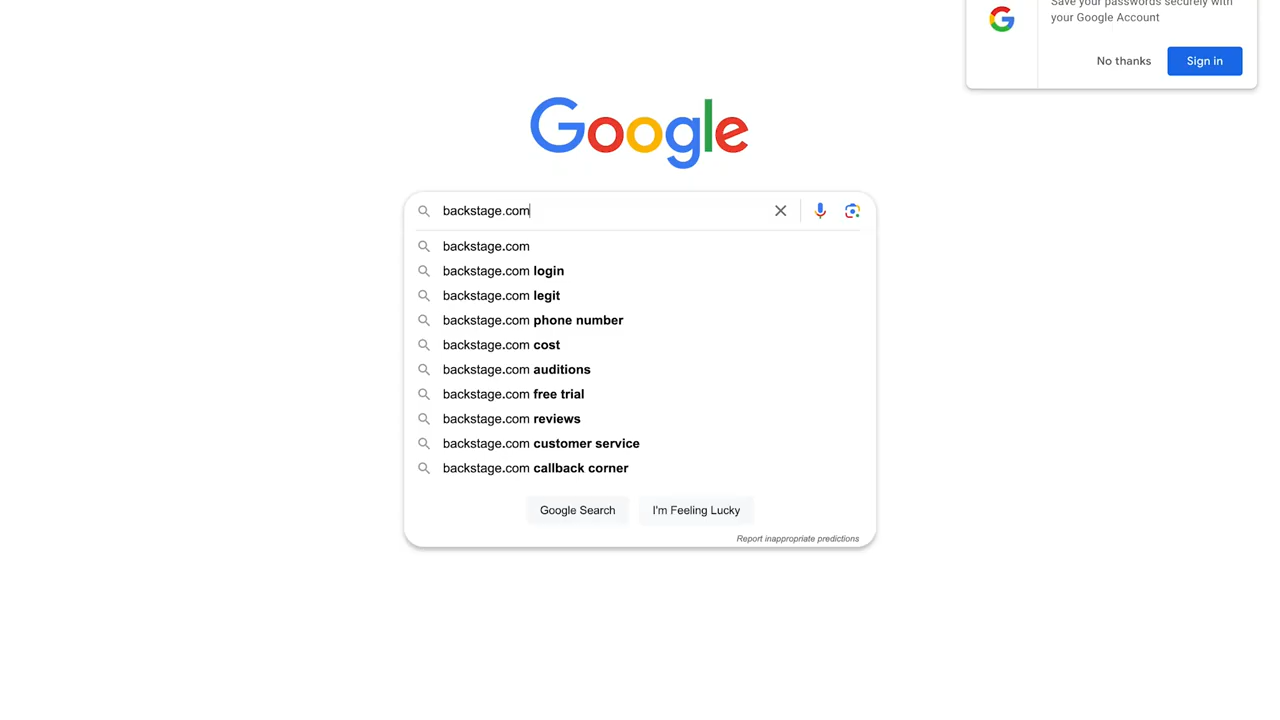 Save your passwords securely with
your Google Account
No thanks
Sign in
Google
backstage.com
backstage.com
backstage.com login
backstage.com legit
backstage.com phone number
backstage.com cost
backstage.com auditions
backstage.com free trial
backstage.com reviews
backstage.com customer service
backstage.com callback corner
Google Search
I'm Feeling Lucky
Report inappropriate predictions